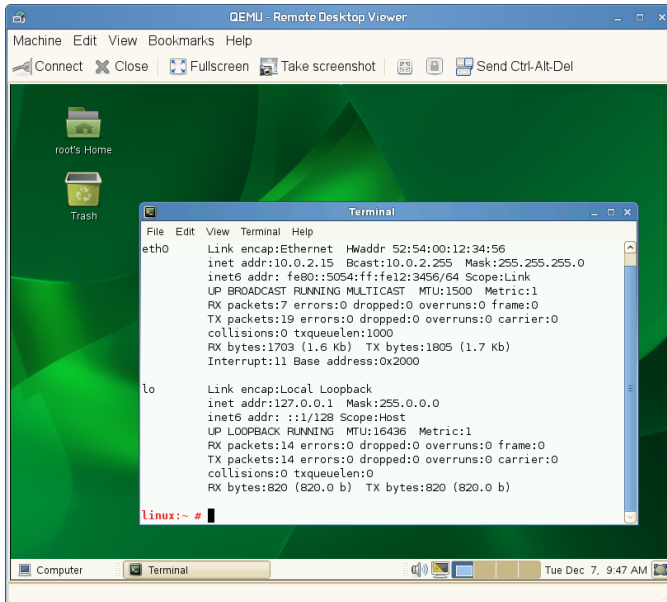 QEMU - Remote Desktop Viewer
Machine Edit View Bookmarks Help
Connect Close Fullscreen Take screenshot Send Ctrl-Alt-Del
root's Home
Trash
Terminal
File Edit View Terminal Help
eth0 Link encap:Ethernet HWaddr 52:54:00:12:34:56
inet addr:10.0.2.15 Bcast:10.0.2.255 Mask:255.255.255.0
inet6 addr: fe80::5054:ff:fe12:3456/64 Scope:Link
UP BROADCAST RUNNING MULTICAST MTU:1500 Metric:1
RX packets:7 errors:0 dropped:0 overruns:0 frame:0
TX packets:19 errors:0 dropped:0 overruns:0 carrier:0
collisions:0 txqueuelen:1000
RX bytes:1703 (1.6 Kb) TX bytes:1805 (1.7 Kb)
Interrupt:11 Base address:0x2000
lo Link encap:Local Loopback
inet addr:127.0.0.1 Mask:255.0.0.0
inet6 addr: ::1/128 Scope:Host
UP LOOPBACK RUNNING MTU:16436 Metric:1
RX packets:14 errors:0 dropped:0 overruns:0 frame:0
TX packets:14 errors:0 dropped:0 overruns:0 carrier:0
collisions:0 txqueuelen:0
RX bytes:820 (820.0 b) TX bytes:820 (820.0 b)
linux:~ #
Computer Terminal Tue Dec 7, 9:47 AM